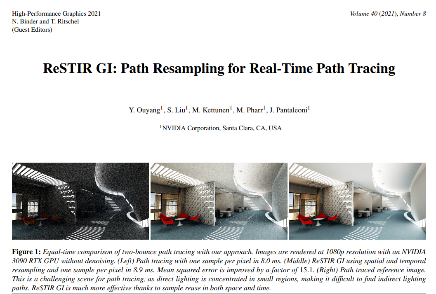 High-Performance Graphics 2021
Volume 40 (2021), Number 8
N. Binder and T. Ritschel
(Guest Editors)
ReSTIR GI: Path Resampling for Real-Time Path Tracing
Y. Ouyang¹, S. Liu¹, M. Kettunen¹, M. Pharr¹, J. Pantaleoni¹
¹NVIDIA Corporation, Santa Clara, CA, USA
Figure 1: Equal-time comparison of two-bounce path tracing with our approach. Images are rendered at 1080p resolution with an NVIDIA
3090 RTX GPU without denoising. (Left) Path tracing with one sample per pixel in 8.0 ms. (Middle) ReSTIR GI using spatial and temporal
resampling and one sample per pixel in 8.9 ms. Mean squared error is improved by a factor of 15.1. (Right) Path traced reference image.
This is a challenging scene for path tracing, as direct lighting is concentrated in small regions, making it difficult to find indirect lighting
paths. ReSTIR GI is much more effective thanks to sample reuse in both space and time.